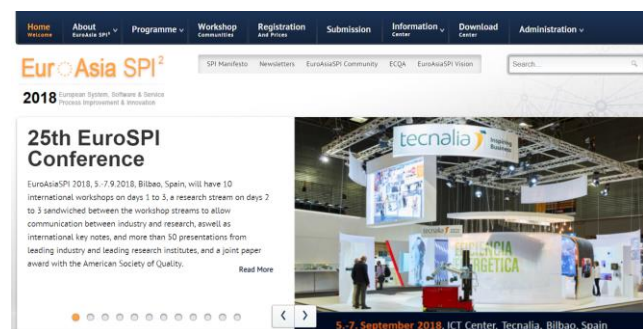 Home
Welcome
About
EuroAsia SPI²
Programme
Workshop
Communities
Registration
And Prices
Submission
Information
Center
Download
Center
Administration
EurAsia SPI²
SPI Manifesto Newsletters EuroAsiaSPI Community ECQA EuroAsiaSPI Vision
Search...
2018 European System, Software & Service
Process Improvement & Innovation
25th EuroSPI
Conference
EuroAsiaSPI 2018, 5.-7.9.2018, Bilbao, Spain, will have 10
international workshops on days 1 to 3, a research stream on days 2
to 3 sandwiched between the workshop streams to allow
communication between industry and research, aswell as
international key notes, and more than 50 presentations from
leading industry and leading research institutes, and a joint paper
award with the American Society of Quality.
Read More
tecnalia Inspiring
Business
EFICIENCIA
ENERGÉTICA
5.-7. September 2018, ICT Center, Tecnalia, Bilbao, Spain